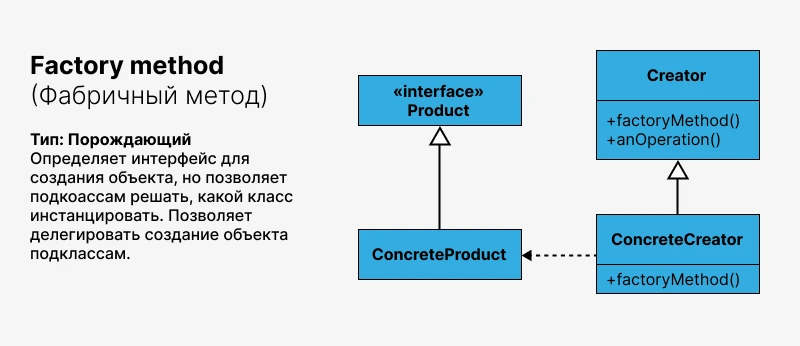 Factory method
(Фабричный метод)
Тип: Порождающий
Определяет интерфейс для
создания объекта, но позволяет
подкоассам решать, какой класс
инстанцировать. Позволяет
делегировать создание объекта
подклассам.
«interface»
Product
ConcreteProduct
Creator
+factoryMethod()
+anOperation()
ConcreteCreator
+factoryMethod()